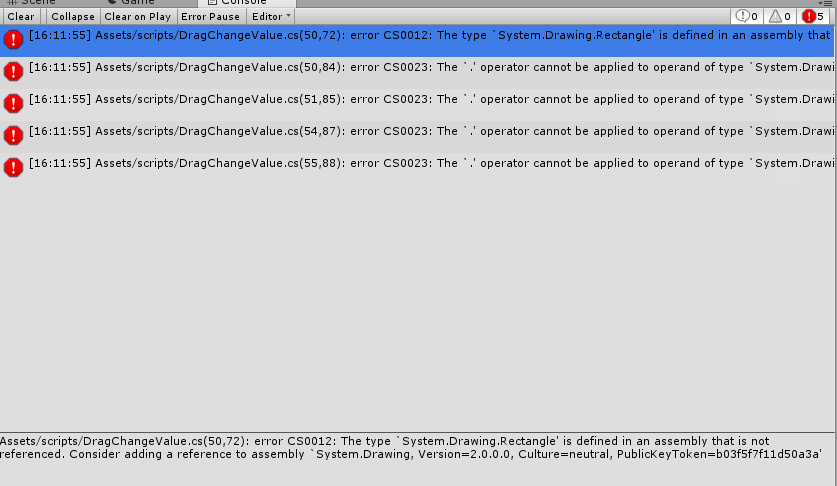 Scene Game Console
Clear Collapse Clear on Play Error Pause Editor 0 0 5
[16:11:55] Assets/scripts/DragChangeValue.cs(50,72): error CS0012: The type `System.Drawing.Rectangle' is defined in an assembly that
[16:11:55] Assets/scripts/DragChangeValue.cs(50,84): error CS0023: The `.' operator cannot be applied to operand of type `System.Drawi
[16:11:55] Assets/scripts/DragChangeValue.cs(51,85): error CS0023: The `.' operator cannot be applied to operand of type `System.Drawi
[16:11:55] Assets/scripts/DragChangeValue.cs(54,87): error CS0023: The `.' operator cannot be applied to operand of type `System.Drawi
[16:11:55] Assets/scripts/DragChangeValue.cs(55,88): error CS0023: The `.' operator cannot be applied to operand of type `System.Drawi
Assets/scripts/DragChangeValue.cs(50,72): error CS0012: The type `System.Drawing.Rectangle' is defined in an assembly that is not
referenced. Consider adding a reference to assembly `System.Drawing, Version=2.0.0.0, Culture=neutral, PublicKeyToken=b03f5f7f11d50a3a'